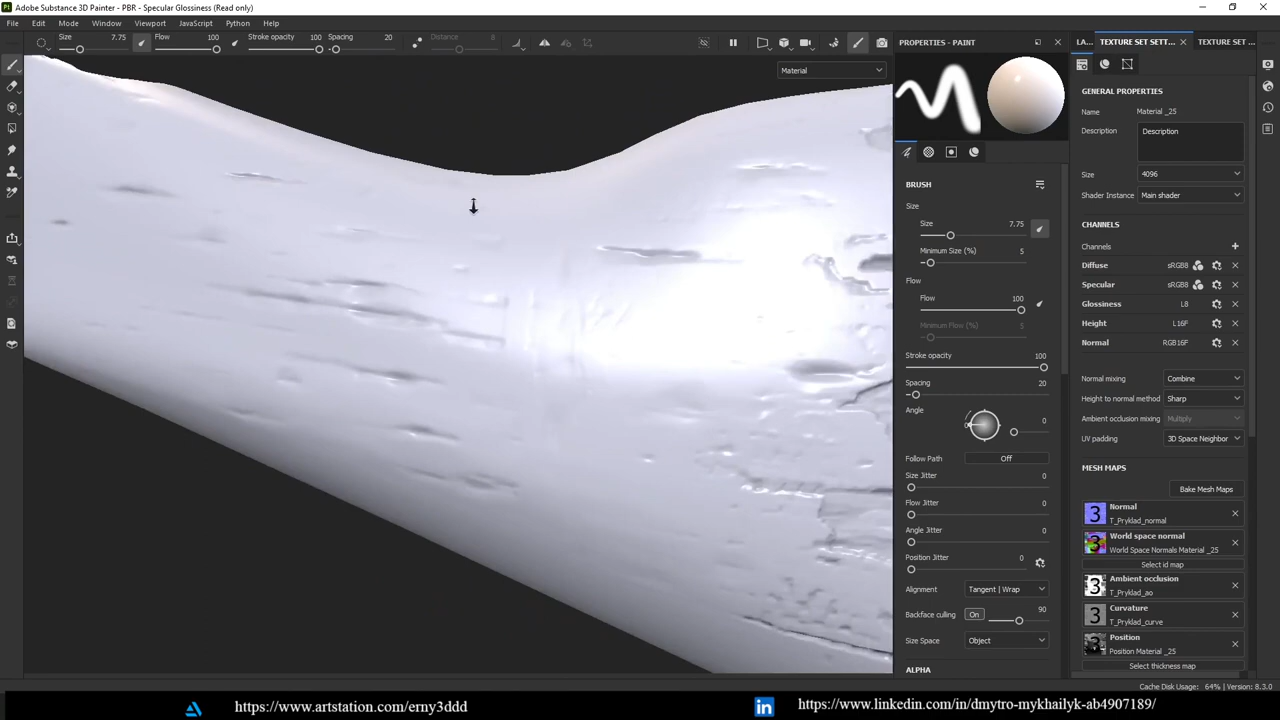 Adobe Substance 3D Painter - PBR - Specular Glossiness (Read only)
File Edit Mode Window Viewport JavaScript Python Help
Size 7.75 Flow 100 Stroke opacity 100 Spacing 20 Distance 8
Material
PROPERTIES - PAINT
BRUSH
Size
Size 7.75
Minimum Size (%) 5
Flow
Flow 100
Minimum Flow (%) 5
Stroke opacity 100
Spacing 20
Angle 0
Follow Path Off
Size Jitter 0
Flow Jitter 0
Angle Jitter 0
Position Jitter 0
Alignment Tangent | Wrap
Backface culling On 90
Size Space Object
ALPHA
LA... TEXTURE SET SETT... TEXTURE SET ...
GENERAL PROPERTIES
Name Material _25
Description Description
Size 4096
Shader Instance Main shader
CHANNELS
Channels
Diffuse sRGB8
Specular sRGB8
Glossiness L8
Height L16F
Normal RGB16F
Normal mixing Combine
Height to normal method Sharp
Ambient occlusion mixing Multiply
UV padding 3D Space Neighbor
MESH MAPS
Bake Mesh Maps
Normal
T_Pryklad_normal
World space normal
World Space Normals Material _25
Select id map
Ambient occlusion
T_Pryklad_ao
Curvature
T_Pryklad_curve
Position
Position Material _25
Select thickness map
Cache Disk Usage: 64% | Version: 8.3.0
https://www.artstation.com/erny3ddd
https://www.linkedin.com/in/dmytro-mykhailyk-ab4907189/